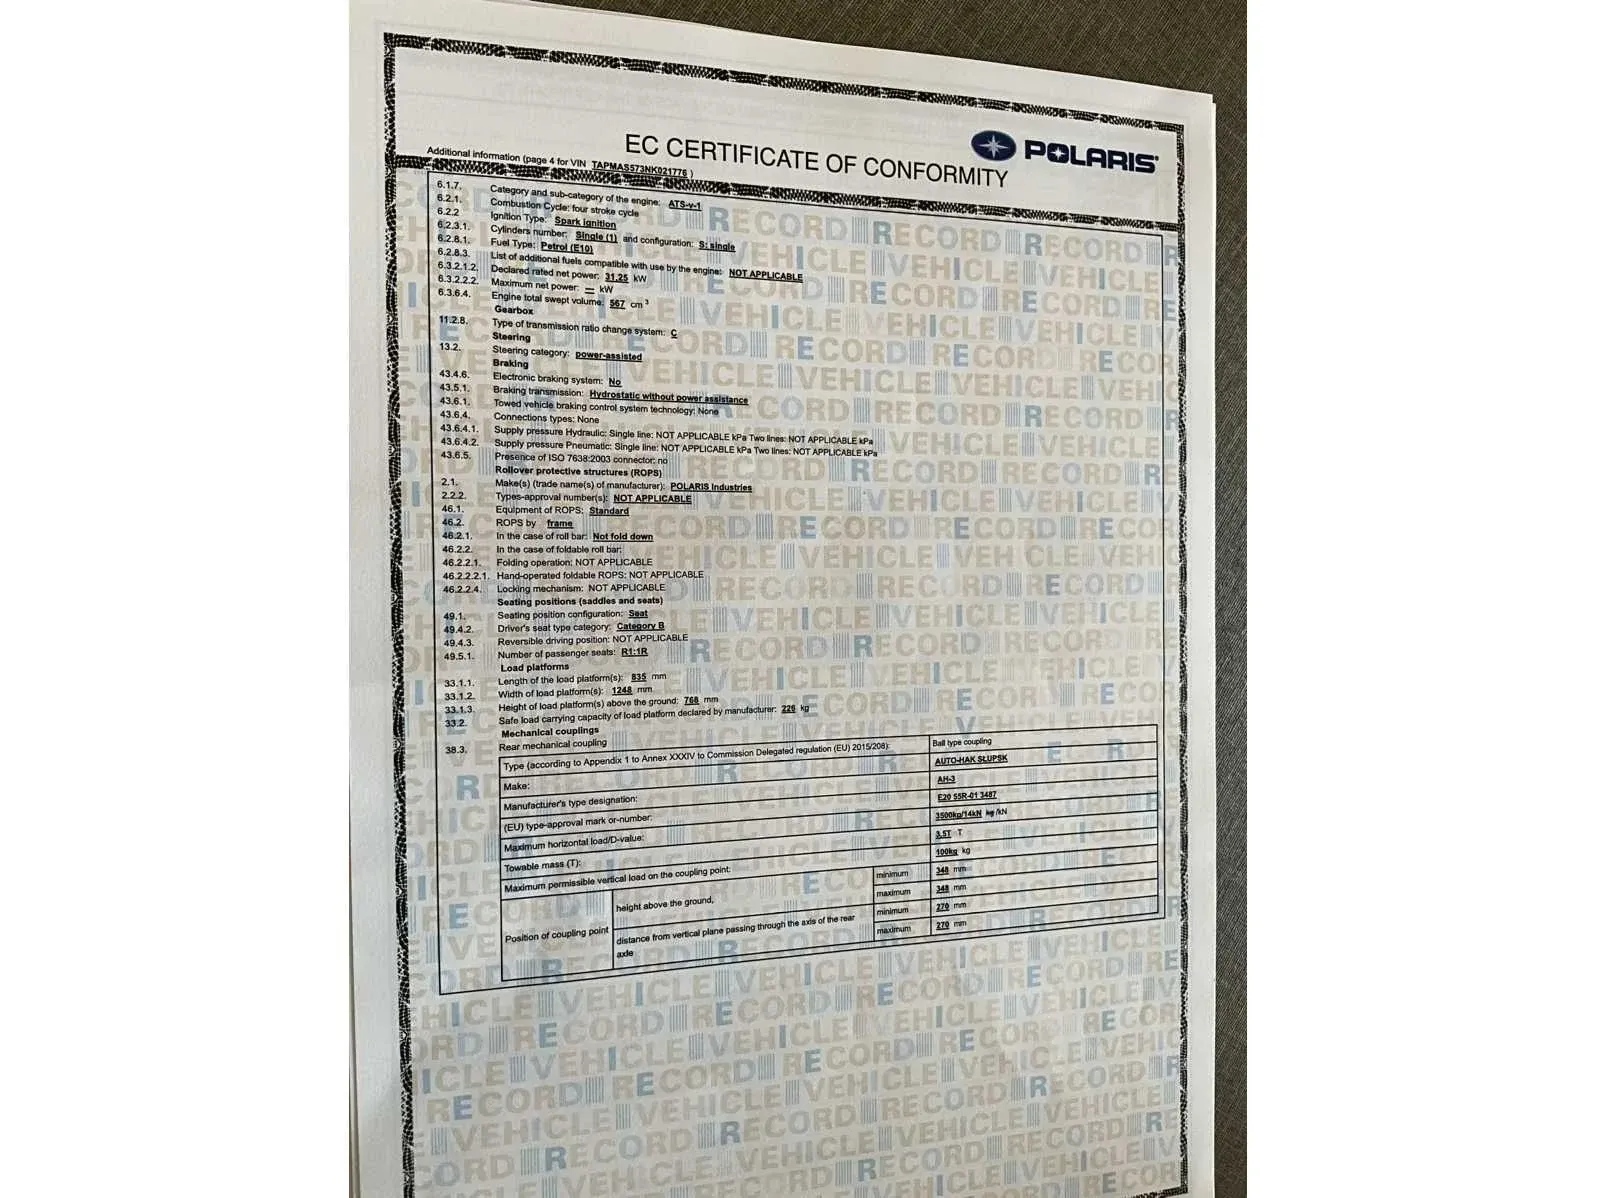 POLARIS
EC CERTIFICATE OF CONFORMITY
Additional information (page 4 for VIN TAPMAS573NK021776 )
6.1.7. Category and sub-category of the engine: ATS-v-1
6.2.1. Combustion Cycle: four stroke cycle
6.2.2 Ignition Type: Spark ignition
6.2.3.1. Cylinders number: Single (1) and configuration: S: single
6.2.8.1. Fuel Type: Petrol (E10)
6.2.8.3. List of additional fuels compatible with use by the engine: NOT APPLICABLE
6.3.2.1.2. Declared rated net power: 31,25 kW
6.3.2.2.2. Maximum net power: -- kW
6.3.6.4. Engine total swept volume: 567 cm³
Gearbox
11.2.8. Type of transmission ratio change system: C
Steering
13.2. Steering category: power-assisted
Braking
43.4.6. Electronic braking system: No
43.5.1. Braking transmission: Hydrostatic without power assistance
43.6.1. Towed vehicle braking control system technology: None
43.6.4. Connections types: None
43.6.4.1. Supply pressure Hydraulic: Single line: NOT APPLICABLE kPa Two lines: NOT APPLICABLE kPa
43.6.4.2. Supply pressure Pneumatic: Single line: NOT APPLICABLE kPa Two lines: NOT APPLICABLE kPa
43.6.5. Presence of ISO 7638:2003 connector: no
Rollover protective structures (ROPS)
2.1. Make(s) (trade name(s) of manufacturer): POLARIS Industries
2.2.2. Types-approval number(s): NOT APPLICABLE
46.1. Equipment of ROPS: Standard
46.2. ROPS by frame
46.2.1. In the case of roll bar: Not fold down
46.2.2. In the case of foldable roll bar:
46.2.2.1. Folding operation: NOT APPLICABLE
46.2.2.2.1. Hand-operated foldable ROPS: NOT APPLICABLE
46.2.2.4. Locking mechanism: NOT APPLICABLE
Seating positions (saddles and seats)
49.1. Seating position configuration: Seat
49.4.2. Driver's seat type category: Category B
49.4.3. Reversible driving position: NOT APPLICABLE
49.5.1. Number of passenger seats: R1:1R
Load platforms
33.1.1. Length of the load platform(s): 835 mm
33.1.2. Width of load platform(s): 1248 mm
33.1.3. Height of load platform(s) above the ground: 768 mm
33.2. Safe load carrying capacity of load platform declared by manufacturer: 226 kg
Mechanical couplings
38.3. Rear mechanical coupling
Type (according to Appendix 1 to Annex XXXIV to Commission Delegated regulation (EU) 2015/208): Ball type coupling
Make: AUTO-HAK SŁUPSK
Manufacturer's type designation: AH-3
(EU) type-approval mark or-number: E20 55R-01 3487
Maximum horizontal load/D-value: 3500kg/14kN kg/kN
Towable mass (T): 3,5T T
Maximum permissible vertical load on the coupling point: 100kg kg
Position of coupling point
height above the ground,
minimum 348 mm
maximum 348 mm
distance from vertical plane passing through the axis of the rear axle
minimum 270 mm
maximum 270 mm